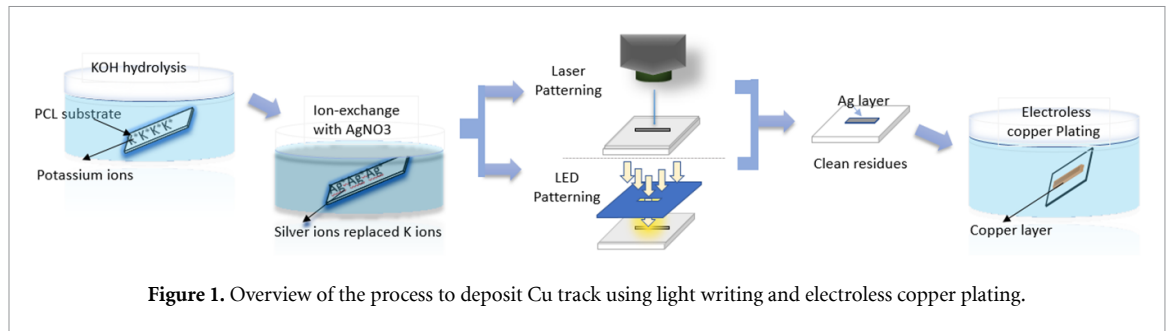 KOH hydrolysis
PCL substrate
K⁺ K⁺ K⁺ K⁺
Potassium ions
Ion-exchange
with AgNO3
Ag⁺Ag⁺Ag⁺
Silver ions replaced K ions
Laser
Patterning
LED
Patterning
Ag layer
Clean residues
Electroless
copper Plating
Copper layer
Figure 1. Overview of the process to deposit Cu track using light writing and electroless copper plating.